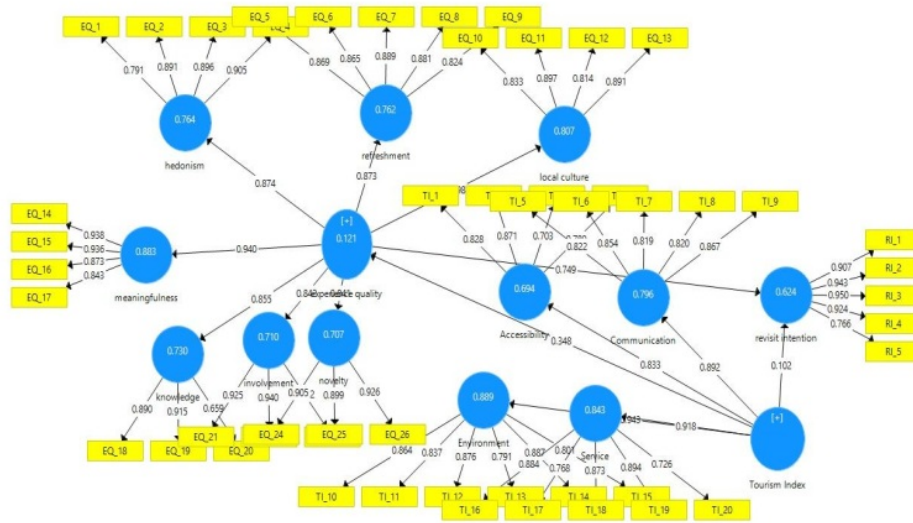 EQ_1
EQ_2
EQ_3
EQ_4
EQ_5
EQ_6
EQ_7
EQ_8
EQ_9
EQ_10
EQ_11
EQ_12
EQ_13
0.791
0.891
0.896
0.905
0.869
0.865
0.889
0.881
0.824
0.833
0.897
0.814
0.891
0.764
hedonism
0.762
refreshment
0.807
local culture
0.874
0.873
EQ_14
EQ_15
EQ_16
EQ_17
0.938
0.936
0.873
0.843
0.883
meaningfulness
0.940
[+]
0.121
experience quality
TI_1
TI_5
TI_6
TI_7
TI_8
TI_9
0.828
0.871
0.703
0.822
0.854
0.819
0.820
0.867
0.749
0.694
Accessibility
0.796
Communication
0.624
revisit intention
0.907
0.943
0.950
0.924
0.766
RI_1
RI_2
RI_3
RI_4
RI_5
0.855
0.348
0.833
0.892
0.102
0.730
knowledge
0.710
involvement
0.707
novelty
0.890
0.915
0.659
0.925
0.940
0.905
0.899
0.926
EQ_18
EQ_19
EQ_20
EQ_21
EQ_24
EQ_25
EQ_26
0.889
Environment
0.843
Service
0.943
0.918
[+]
Tourism Index
0.864
0.837
0.876
0.791
0.887
0.801
0.884
0.768
0.873
0.894
0.726
TI_10
TI_11
TI_12
TI_13
TI_14
TI_15
TI_16
TI_17
TI_18
TI_19
TI_20